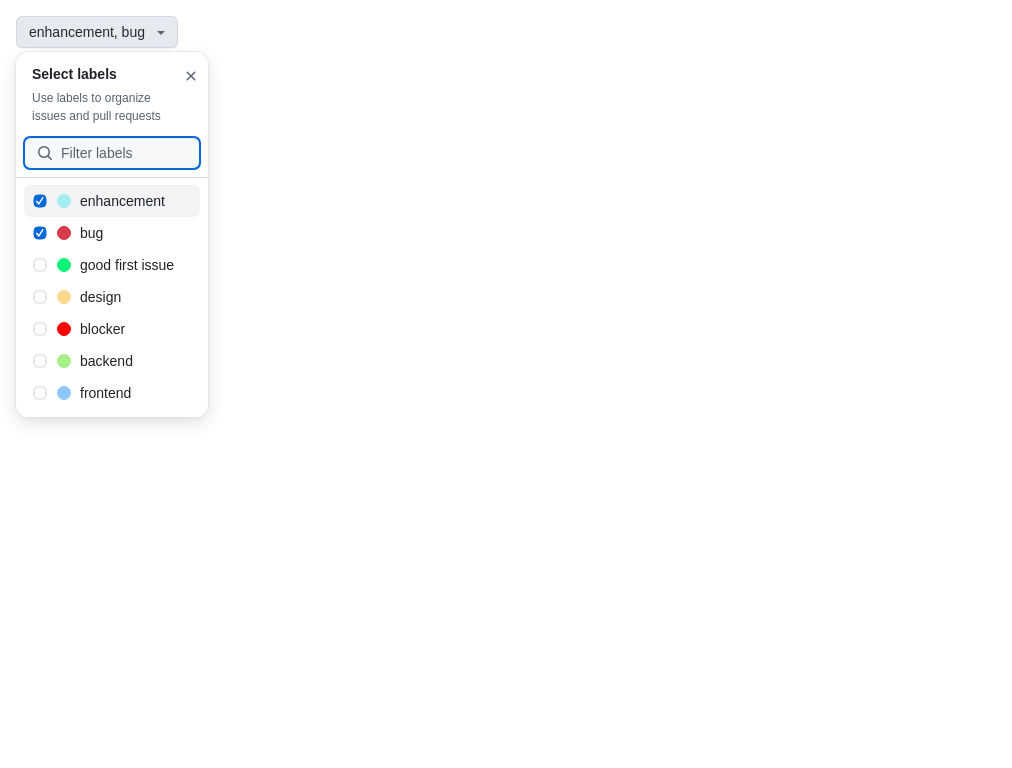 enhancement, bug
Select labels
Use labels to organize
issues and pull requests
Filter labels
enhancement
bug
good first issue
design
blocker
backend
frontend